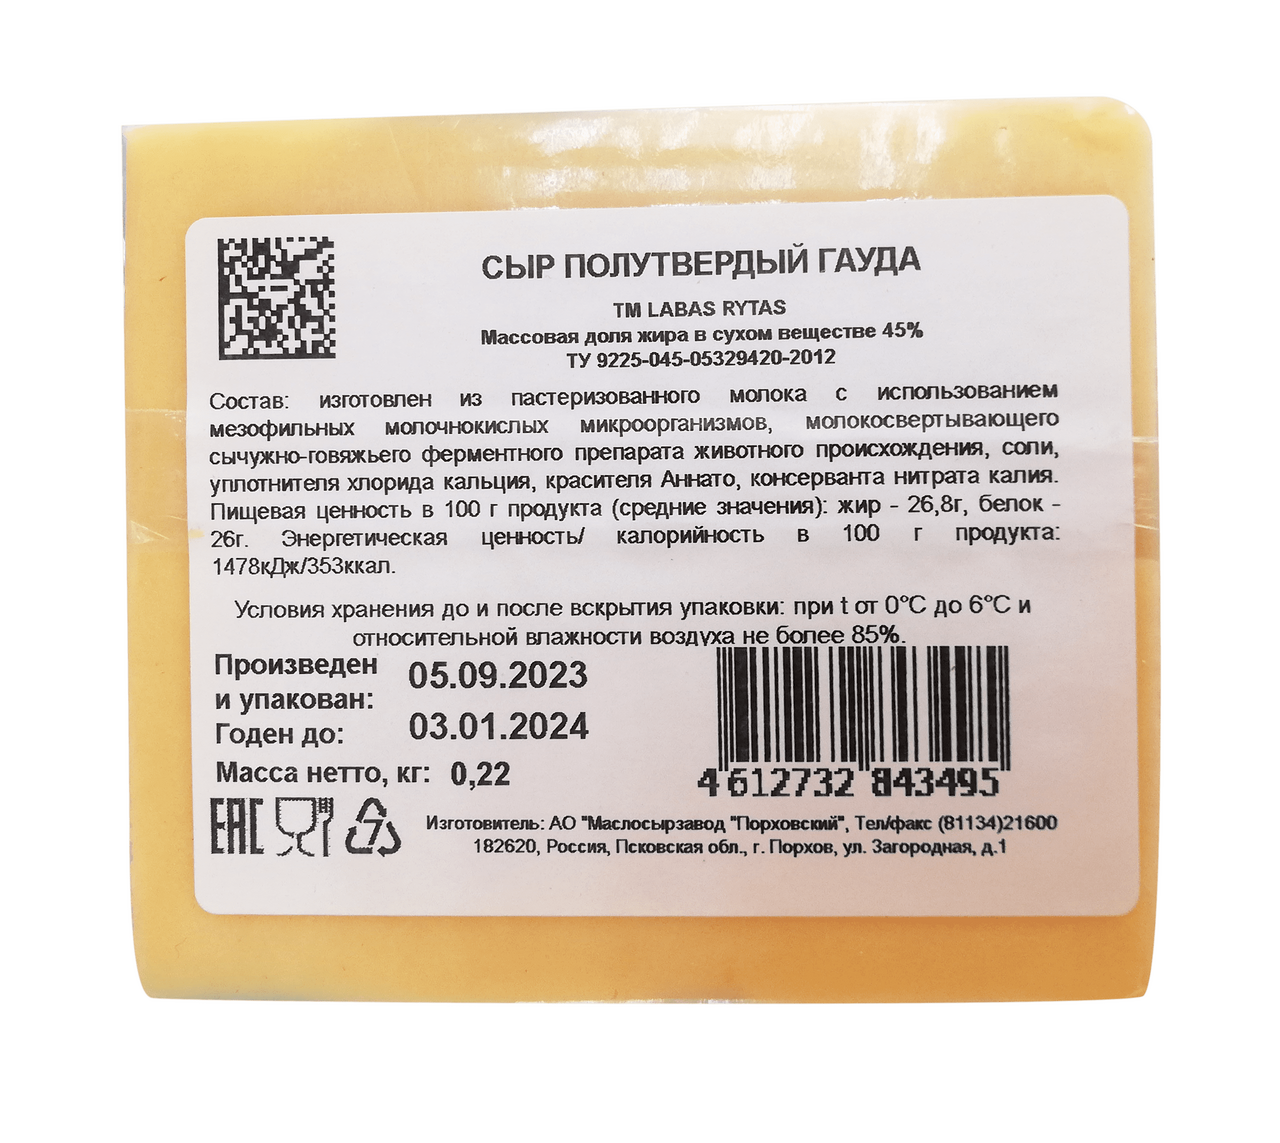 СЫР ПОЛУТВЕРДЫЙ ГАУДА
ТМ LABAS RYTAS
Массовая доля жира в сухом веществе 45%
ТУ 9225-045-05329420-2012
Состав: изготовлен из пастеризованного молока с использованием
мезофильных молочнокислых микроорганизмов, молокосвертывающего
сычужно-говяжьего ферментного препарата животного происхождения, соли,
уплотнителя хлорида кальция, красителя Аннато, консерванта нитрата калия.
Пищевая ценность в 100 г продукта (средние значения): жир - 26,8г, белок -
26г. Энергетическая ценность/ калорийность в 100 г продукта:
1478кДж/353ккал.
Условия хранения до и после вскрытия упаковки: при t от 0°С до 6°С и
относительной влажности воздуха не более 85%.
Произведен
и упакован: 05.09.2023
Годен до: 03.01.2024
Масса нетто, кг: 0,22
4 612732 843495
EAC 7
Изготовитель: АО "Маслосырзавод "Порховский", Тел/факс (81134)21600
182620, Россия, Псковская обл., г. Порхов, ул. Загородная, д.1